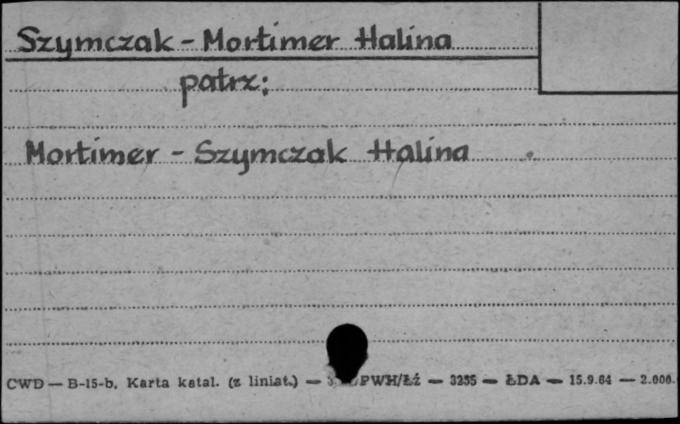 Szymczak - Mortimer Halina
patrz:
Mortimer - Szymczak Halina
CWD — B-15-b. Karta katal. (z liniat.) — PWH/Łź — 3255 — ŁDA — 15.9.64 — 2.000.